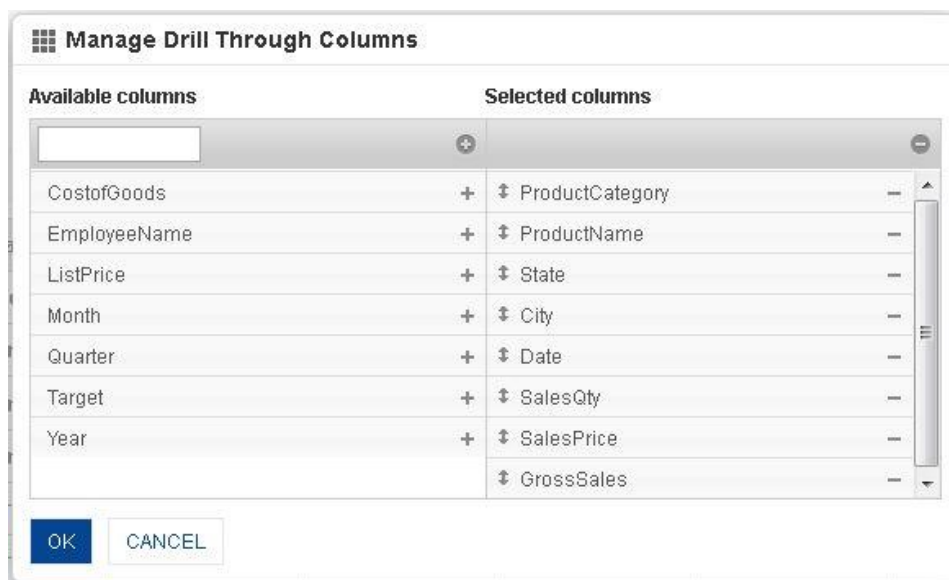 Manage Drill Through Columns
Available columns
Selected columns
CostofGoods
EmployeeName
ListPrice
Month
Quarter
Target
Year
ProductCategory
ProductName
State
City
Date
SalesQty
SalesPrice
GrossSales
OK
CANCEL